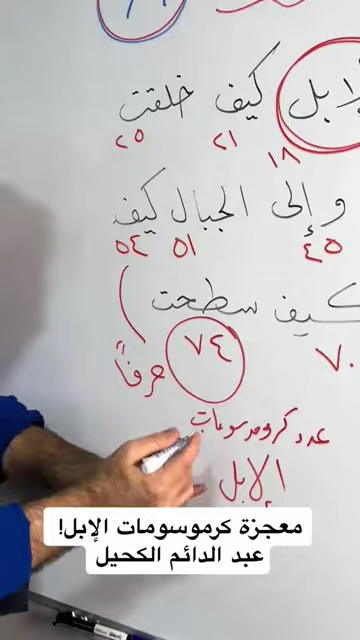 الإبل كيف خلقت
١٨ ٢١ ٢٥
وإلى الجبال كيف
٤٥ ٥١ ٥٤
كيف سطحت )
٧٠ ٧٤ حرفاً
عدد كروموسومات
الإبل
معجزة كرموسومات الإبل!
عبد الدائم الكحيل